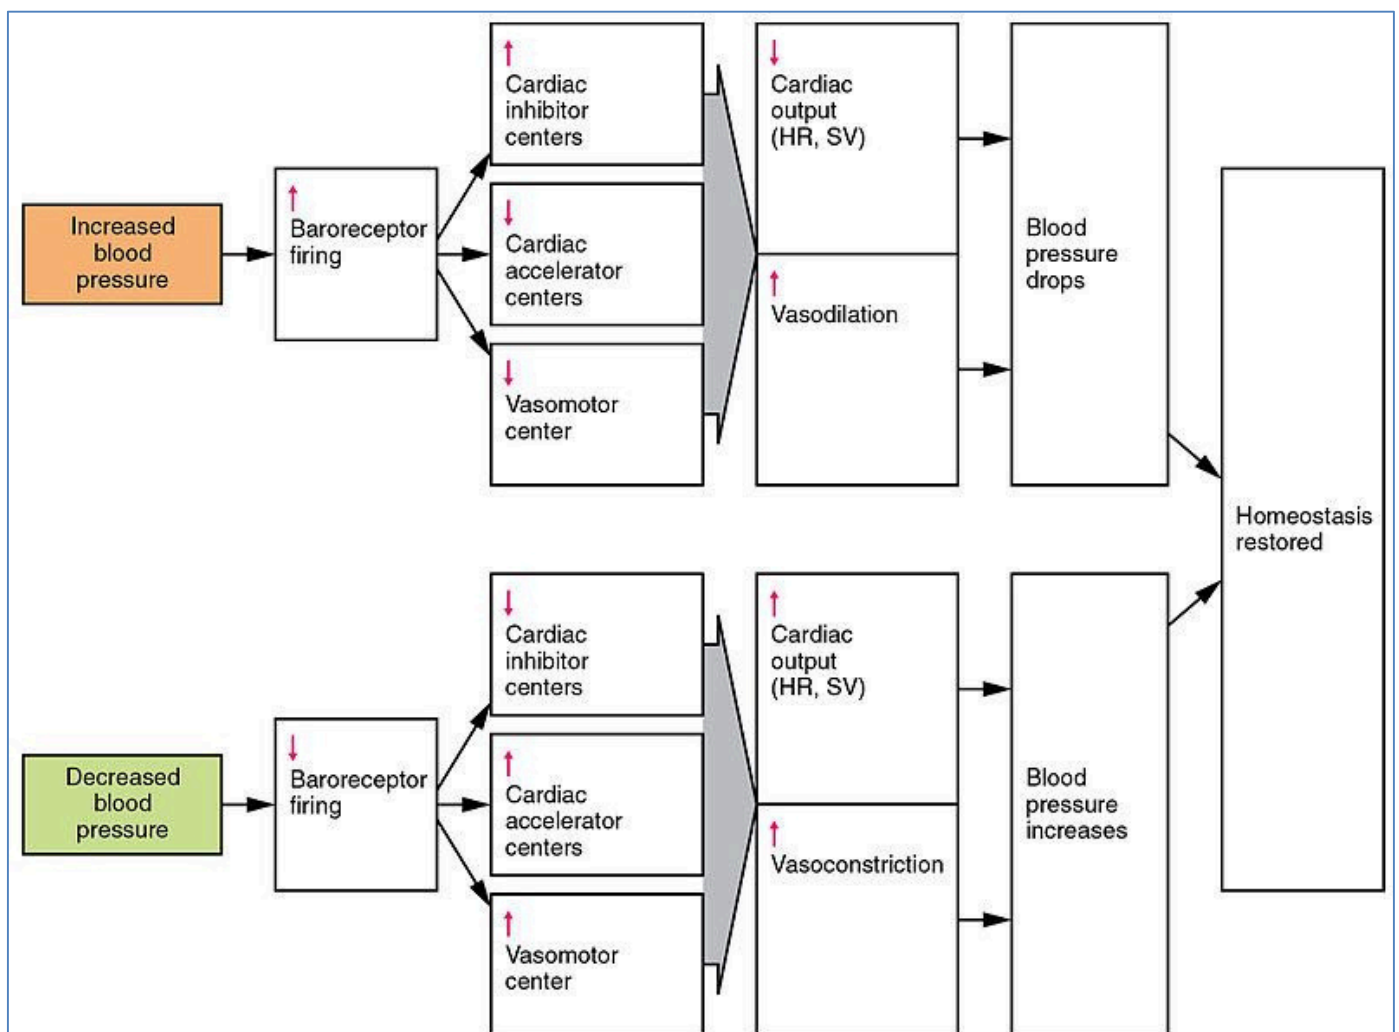 Increased
blood
pressure
↑
Baroreceptor
firing
↑
Cardiac
inhibitor
centers
↓
Cardiac
accelerator
centers
↓
Vasomotor
center
↓
Cardiac
output
(HR, SV)
↑
Vasodilation
Blood
pressure
drops
Homeostasis
restored
Decreased
blood
pressure
↓
Baroreceptor
firing
↓
Cardiac
inhibitor
centers
↑
Cardiac
accelerator
centers
↑
Vasomotor
center
↑
Cardiac
output
(HR, SV)
↑
Vasoconstriction
Blood
pressure
increases